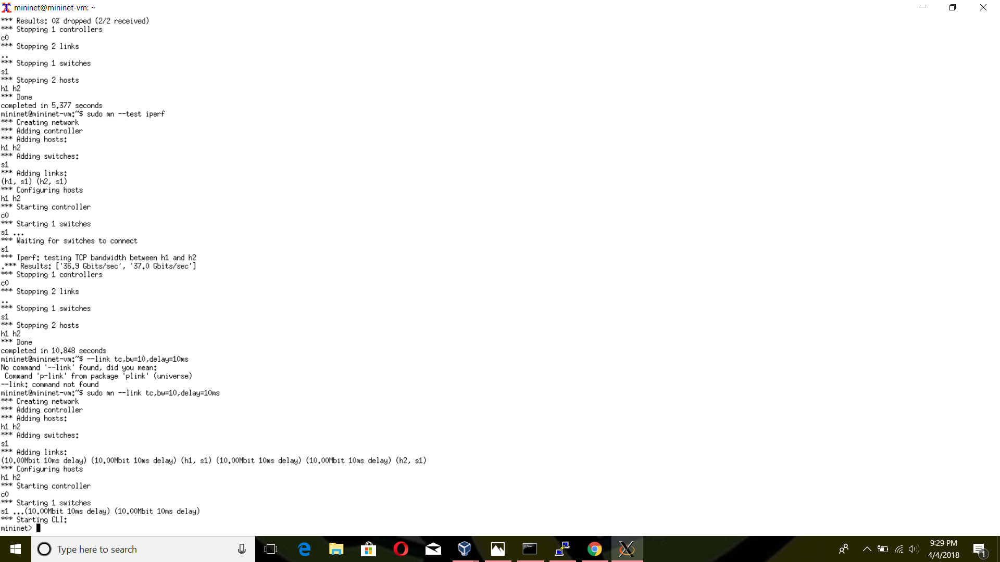 mininet@mininet-vm: ~
*** Results: 0% dropped (2/2 received)
*** Stopping 1 controllers
c0
*** Stopping 2 links
..
*** Stopping 1 switches
s1
*** Stopping 2 hosts
h1 h2
*** Done
completed in 5.377 seconds
mininet@mininet-vm:~$ sudo mn --test iperf
*** Creating network
*** Adding controller
*** Adding hosts:
h1 h2
*** Adding switches:
s1
*** Adding links:
(h1, s1) (h2, s1)
*** Configuring hosts
h1 h2
*** Starting controller
c0
*** Starting 1 switches
s1 ...
*** Waiting for switches to connect
s1
*** Iperf: testing TCP bandwidth between h1 and h2
.*** Results: ['36.9 Gbits/sec', '37.0 Gbits/sec']
*** Stopping 1 controllers
c0
*** Stopping 2 links
..
*** Stopping 1 switches
s1
*** Stopping 2 hosts
h1 h2
*** Done
completed in 10.848 seconds
mininet@mininet-vm:~$ --link tc,bw=10,delay=10ms
No command '--link' found, did you mean:
 Command 'p-link' from package 'plink' (universe)
--link: command not found
mininet@mininet-vm:~$ sudo mn --link tc,bw=10,delay=10ms
*** Creating network
*** Adding controller
*** Adding hosts:
h1 h2
*** Adding switches:
s1
*** Adding links:
(10.00Mbit 10ms delay) (10.00Mbit 10ms delay) (h1, s1) (10.00Mbit 10ms delay) (10.00Mbit 10ms delay) (h2, s1)
*** Configuring hosts
h1 h2
*** Starting controller
c0
*** Starting 1 switches
s1 ...(10.00Mbit 10ms delay) (10.00Mbit 10ms delay)
*** Starting CLI:
mininet>
Type here to search
9:29 PM
4/4/2018
1